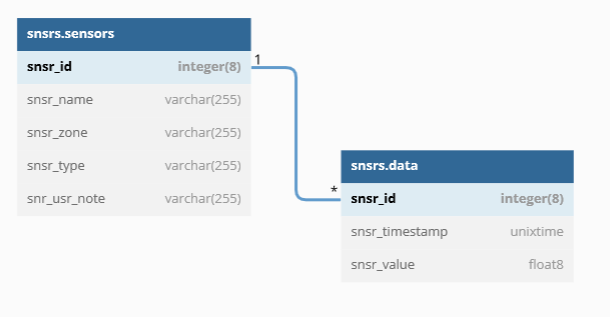 snsrs.sensors
snsr_id integer(8)
snsr_name varchar(255)
snsr_zone varchar(255)
snsr_type varchar(255)
snr_usr_note varchar(255)
1
*
snsrs.data
snsr_id integer(8)
snsr_timestamp unixtime
snsr_value float8